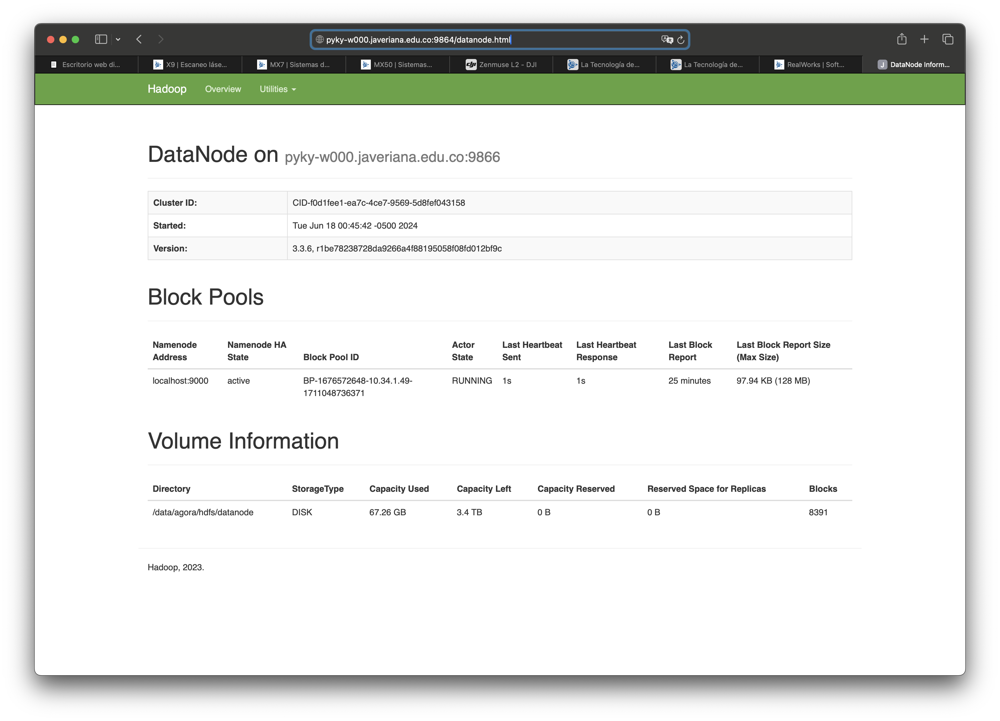 pyky-w000.javeriana.edu.co:9864/datanode.html
Escritorio web di...
X9 | Escaneo láse...
MX7 | Sistemas d...
MX50 | Sistemas...
dji Zenmuse L2 - DJI
La Tecnología de...
La Tecnología de...
RealWorks | Soft...
J DataNode Inform...
Hadoop Overview Utilities
DataNode on pyky-w000.javeriana.edu.co:9866
Cluster ID: CID-f0d1fee1-ea7c-4ce7-9569-5d8fef043158
Started: Tue Jun 18 00:45:42 -0500 2024
Version: 3.3.6, r1be78238728da9266a4f88195058f08fd012bf9c
Block Pools
Namenode Address
Namenode HA State
Block Pool ID
Actor State
Last Heartbeat Sent
Last Heartbeat Response
Last Block Report
Last Block Report Size (Max Size)
localhost:9000 active BP-1676572648-10.34.1.49- RUNNING 1s 1s 25 minutes 97.94 KB (128 MB)
1711048736371
Volume Information
Directory StorageType Capacity Used Capacity Left Capacity Reserved Reserved Space for Replicas Blocks
/data/agora/hdfs/datanode DISK 67.26 GB 3.4 TB 0 B 0 B 8391
Hadoop, 2023.